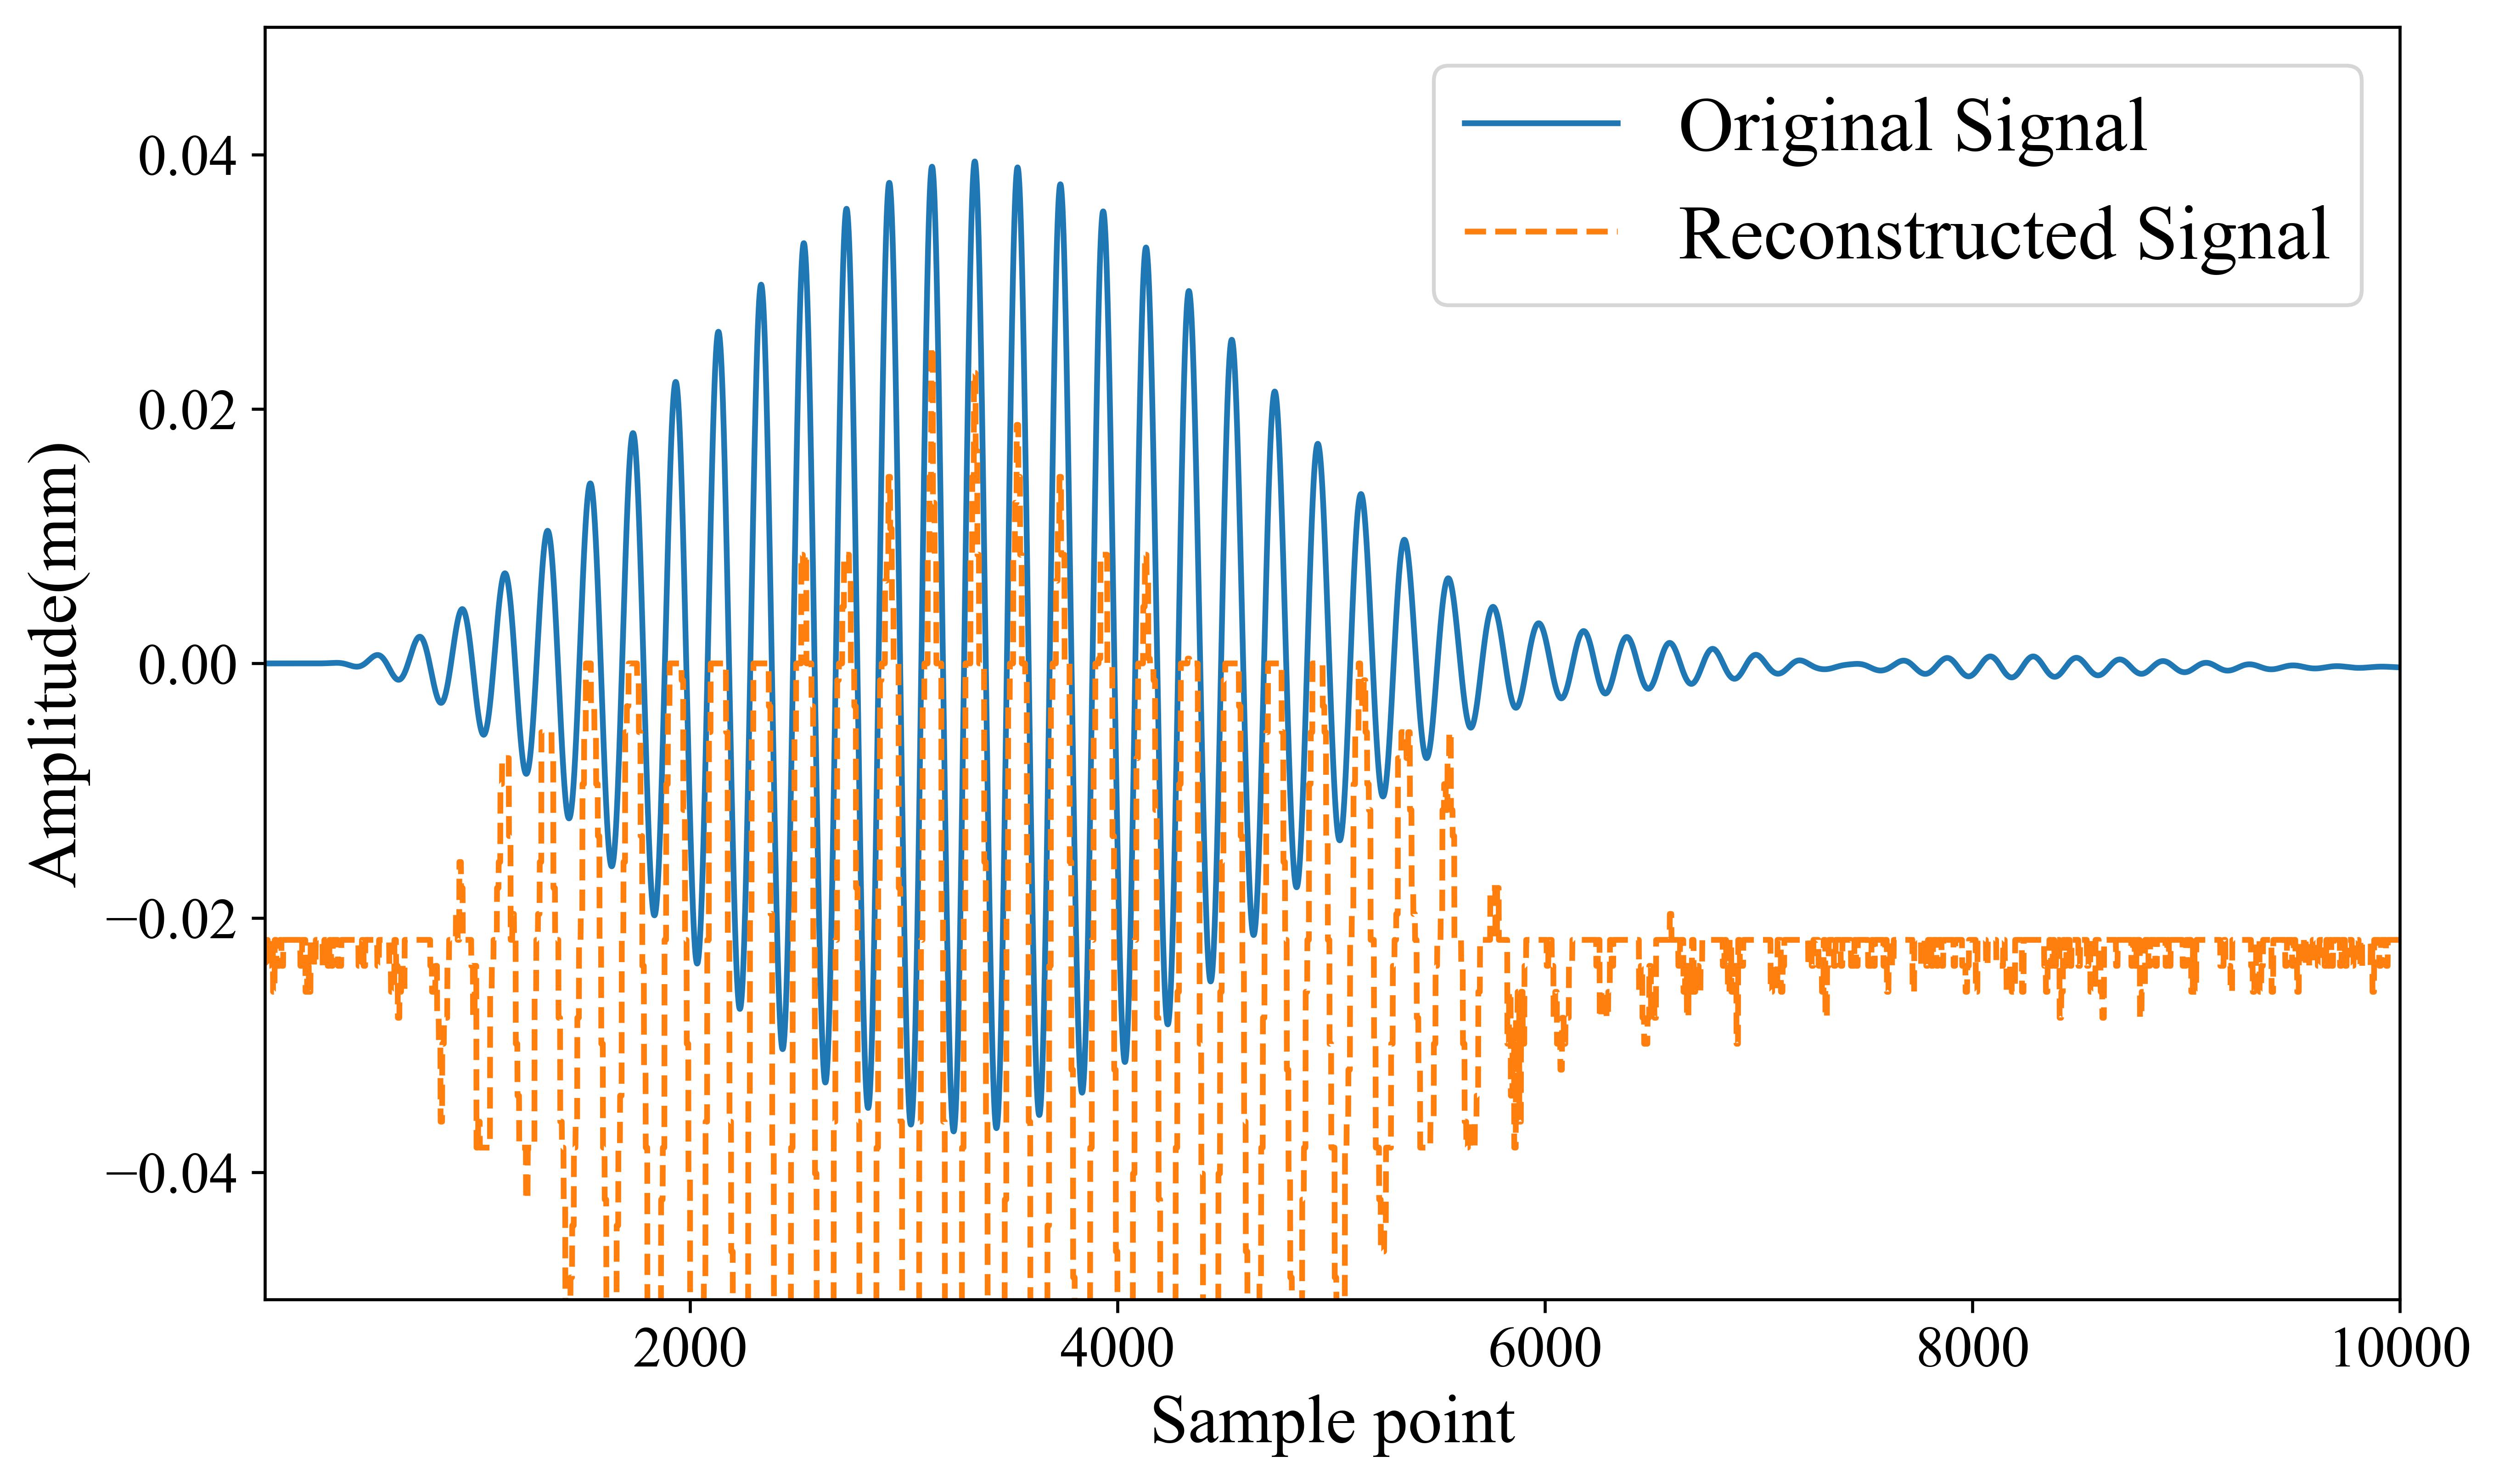 Original Signal
Reconstructed Signal
0.04
0.02
0.00
−0.02
−0.04
Amplitude(mm)
2000 4000 6000 8000 10000
Sample point